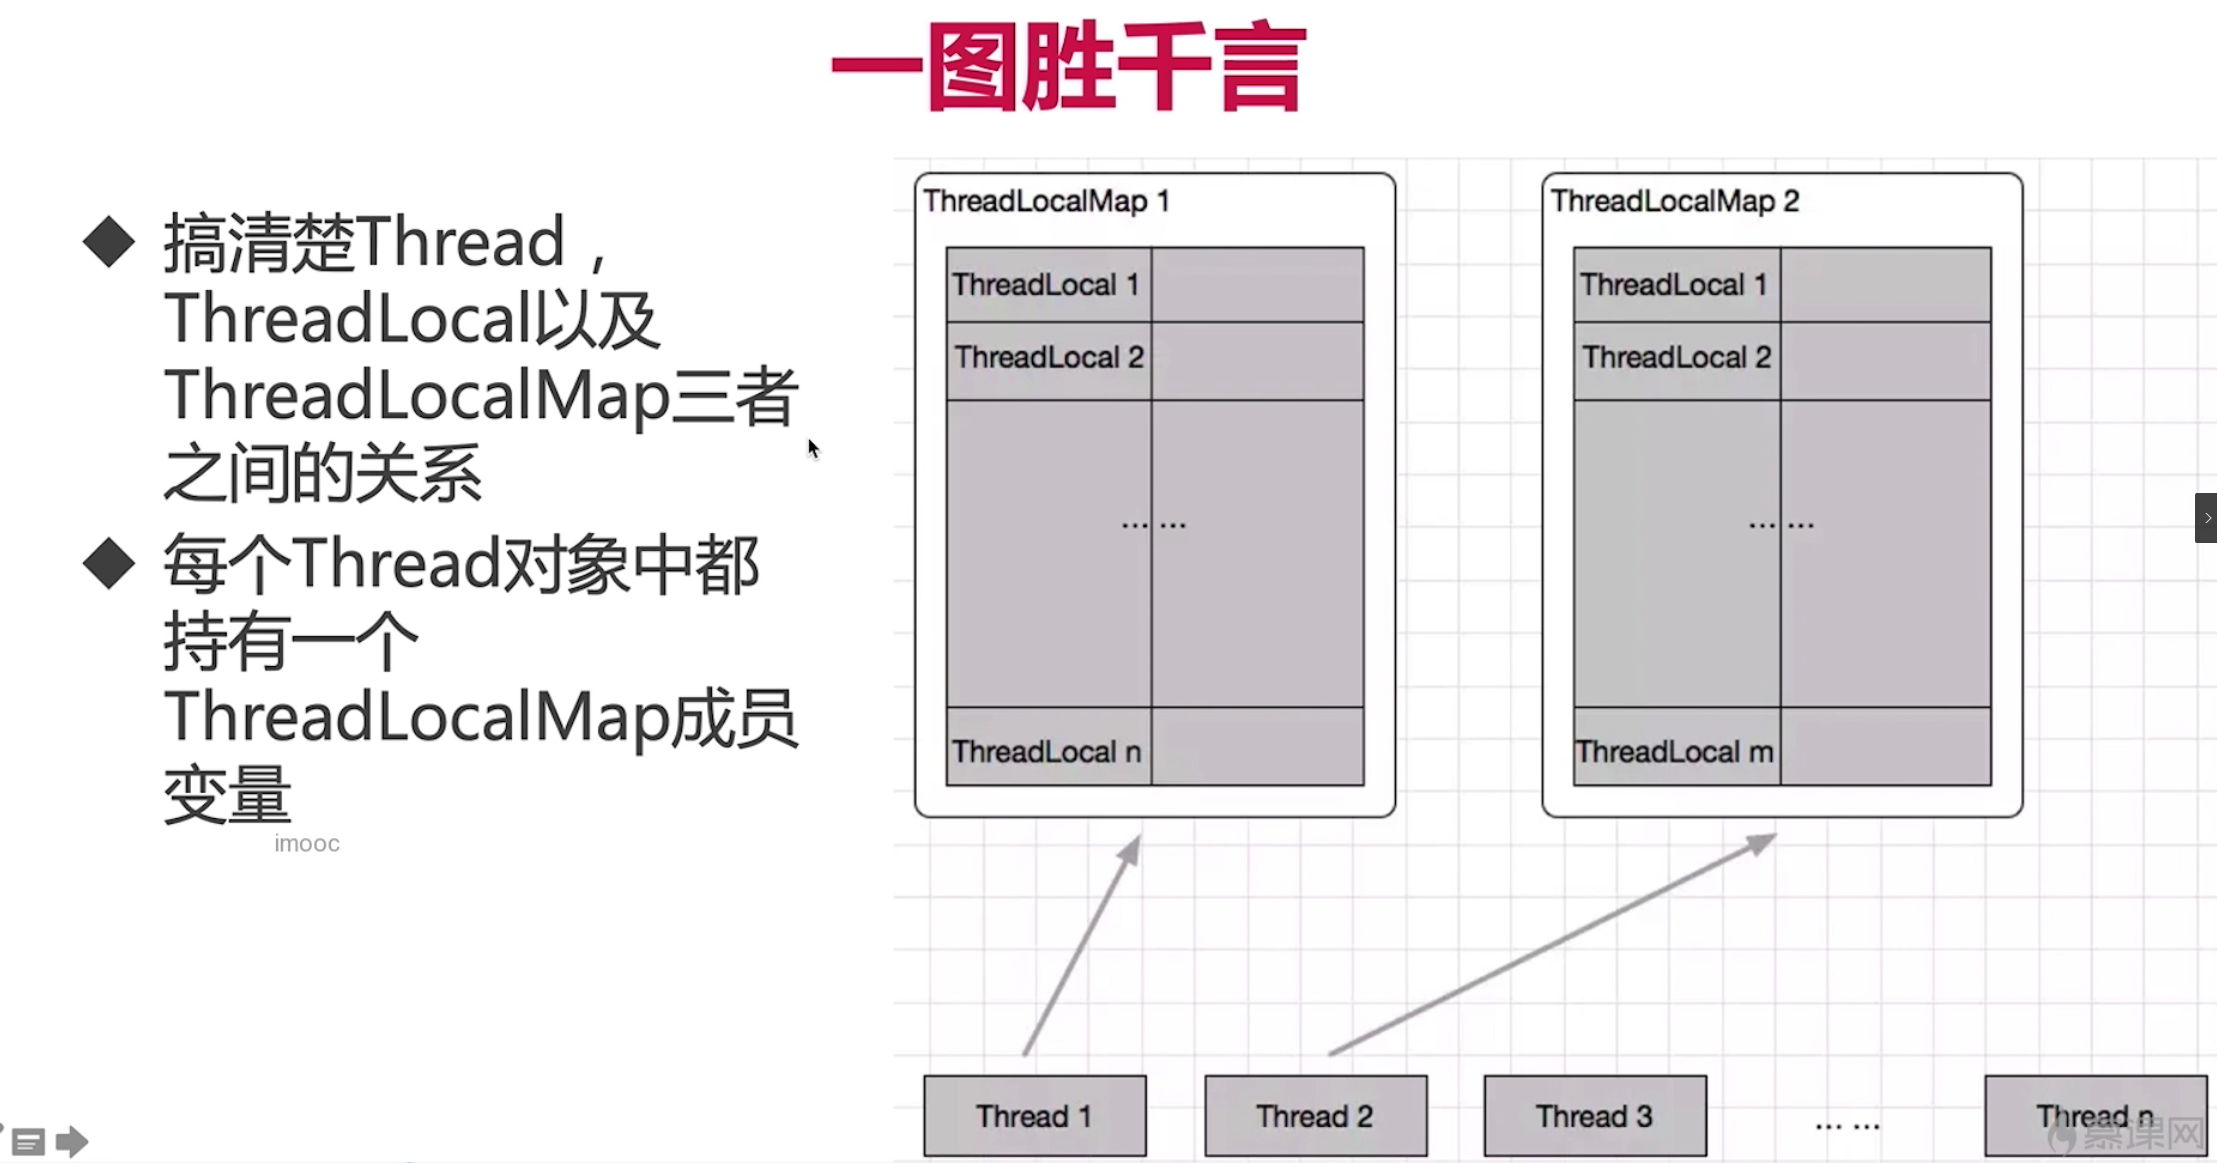 一图胜千言
搞清楚Thread，
ThreadLocal以及
ThreadLocalMap三者
之间的关系
每个Thread对象中都
持有一个
ThreadLocalMap成员
变量
imooc
ThreadLocalMap 1
ThreadLocal 1
ThreadLocal 2
... ...
ThreadLocal n
ThreadLocalMap 2
ThreadLocal 1
ThreadLocal 2
... ...
ThreadLocal m
Thread 1
Thread 2
Thread 3
... ...
Thread n
慕课网